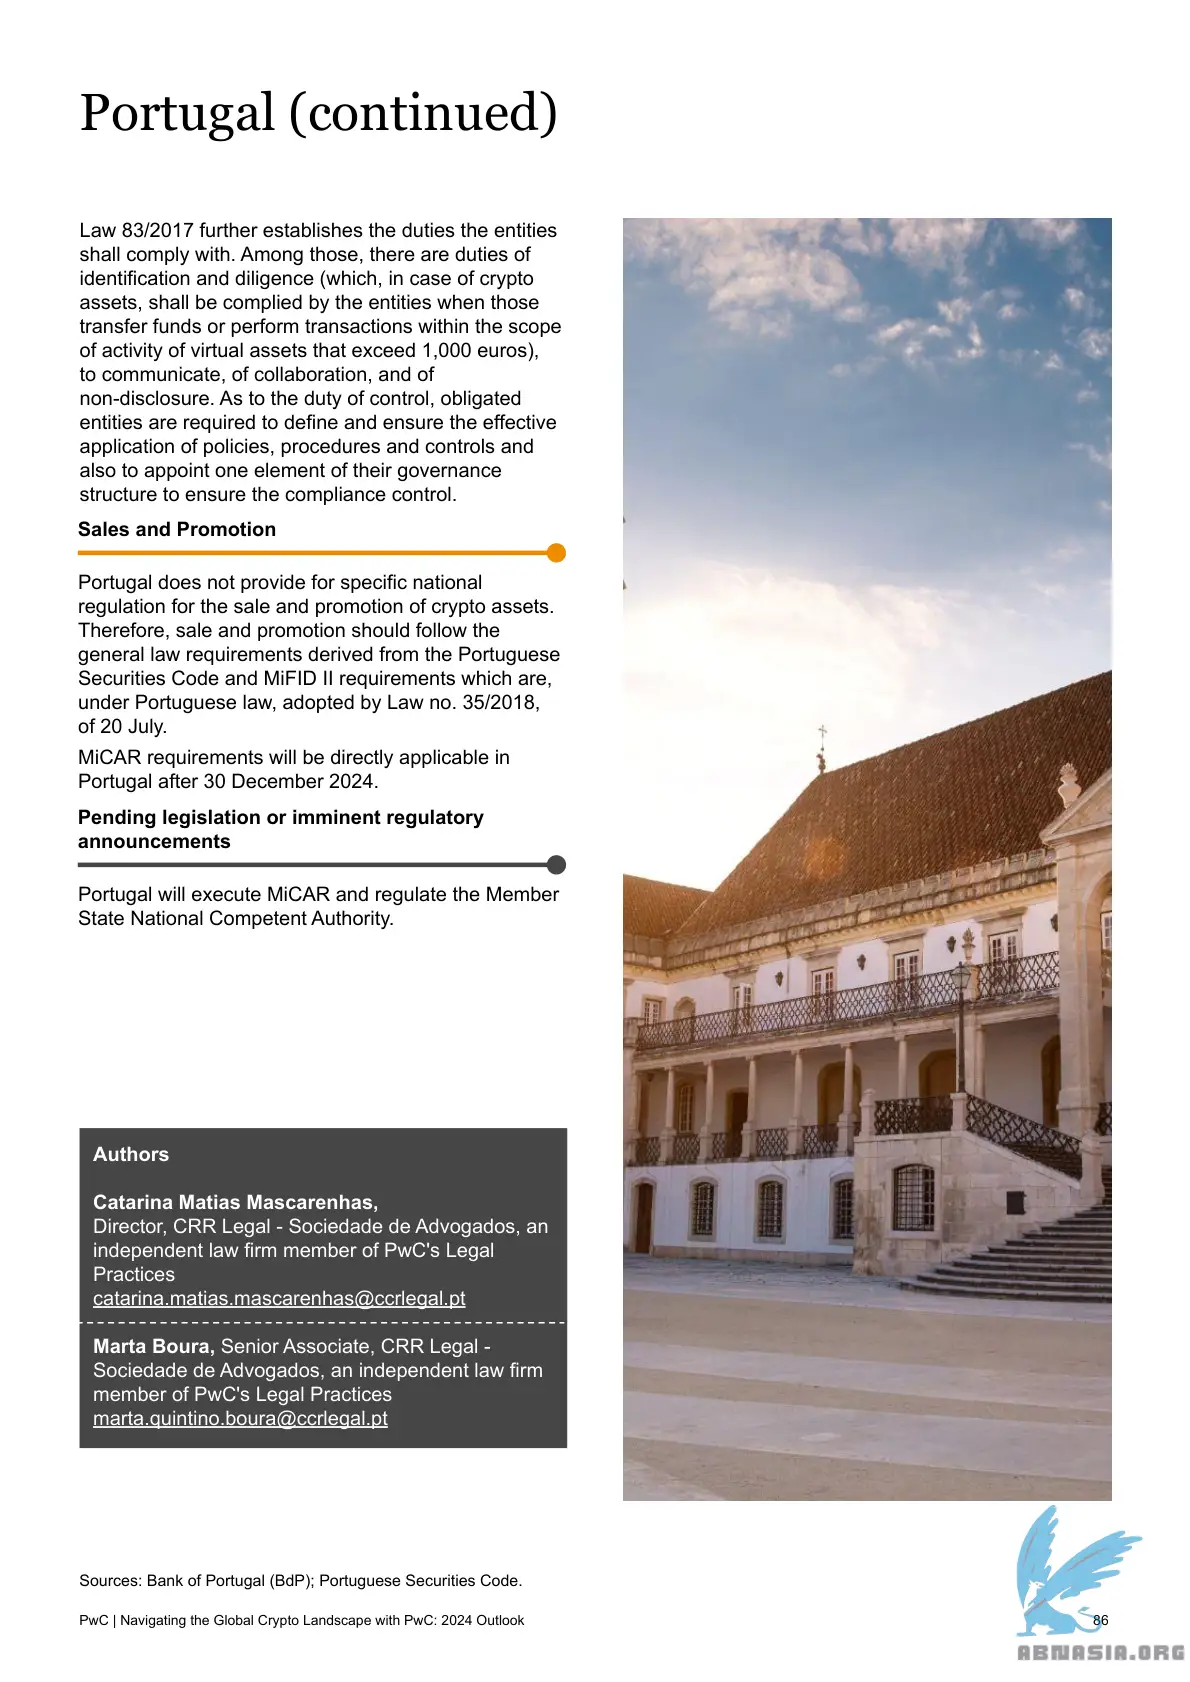 Portugal (continued)
Law 83/2017 further establishes the duties the entities
shall comply with. Among those, there are duties of
identification and diligence (which, in case of crypto
assets, shall be complied by the entities when those
transfer funds or perform transactions within the scope
of activity of virtual assets that exceed 1,000 euros),
to communicate, of collaboration, and of
non-disclosure. As to the duty of control, obligated
entities are required to define and ensure the effective
application of policies, procedures and controls and
also to appoint one element of their governance
structure to ensure the compliance control.
Sales and Promotion
Portugal does not provide for specific national
regulation for the sale and promotion of crypto assets.
Therefore, sale and promotion should follow the
general law requirements derived from the Portuguese
Securities Code and MiFID II requirements which are,
under Portuguese law, adopted by Law no. 35/2018,
of 20 July.
MiCAR requirements will be directly applicable in
Portugal after 30 December 2024.
Pending legislation or imminent regulatory
announcements
Portugal will execute MiCAR and regulate the Member
State National Competent Authority.
Authors
Catarina Matias Mascarenhas,
Director, CRR Legal - Sociedade de Advogados, an
independent law firm member of PwC's Legal
Practices
catarina.matias.mascarenhas@ccrlegal.pt
Marta Boura, Senior Associate, CRR Legal -
Sociedade de Advogados, an independent law firm
member of PwC's Legal Practices
marta.quintino.boura@ccrlegal.pt
Sources: Bank of Portugal (BdP); Portuguese Securities Code.
PwC | Navigating the Global Crypto Landscape with PwC: 2024 Outlook
86
ABNASIA.ORG